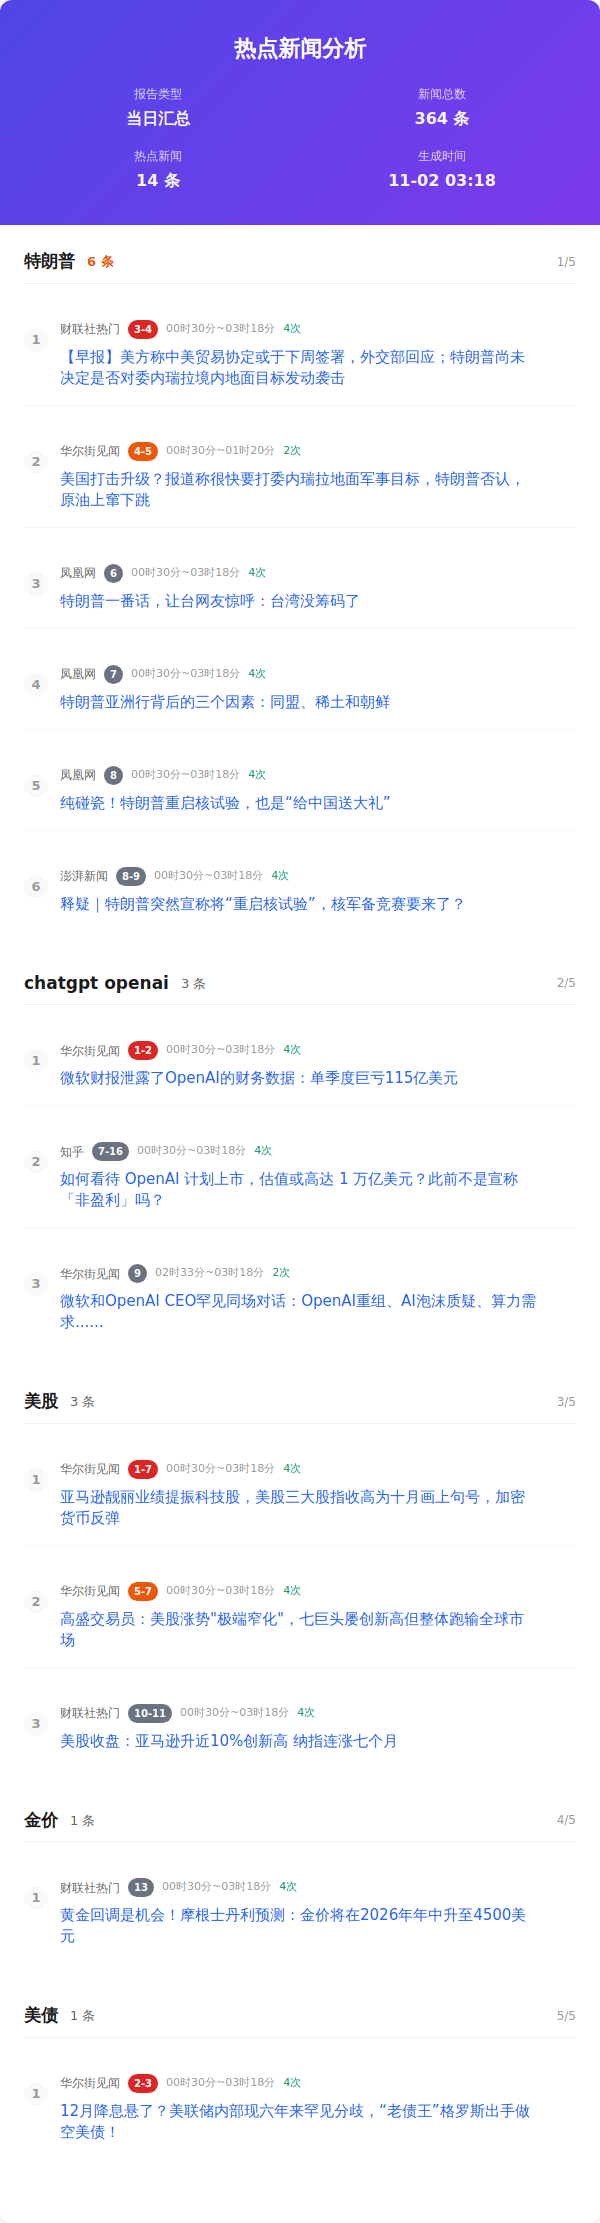 热点新闻分析
报告类型
当日汇总
新闻总数
364 条
热点新闻
14 条
生成时间
11-02 03:18
特朗普 6 条 1/5
1
财联社热门 3-4 00时30分~03时18分 4次
【早报】美方称中美贸易协定或于下周签署，外交部回应；特朗普尚未
决定是否对委内瑞拉境内地面目标发动袭击
2
华尔街见闻 4-5 00时30分~01时20分 2次
美国打击升级？报道称很快要打委内瑞拉地面军事目标，特朗普否认，
原油上窜下跳
3
凤凰网 6 00时30分~03时18分 4次
特朗普一番话，让台网友惊呼：台湾没筹码了
4
凤凰网 7 00时30分~03时18分 4次
特朗普亚洲行背后的三个因素：同盟、稀土和朝鲜
5
凤凰网 8 00时30分~03时18分 4次
纯碰瓷！特朗普重启核试验，也是“给中国送大礼”
6
澎湃新闻 8-9 00时30分~03时18分 4次
释疑｜特朗普突然宣称将“重启核试验”，核军备竞赛要来了？
chatgpt openai 3 条 2/5
1
华尔街见闻 1-2 00时30分~03时18分 4次
微软财报泄露了OpenAI的财务数据：单季度巨亏115亿美元
2
知乎 7-16 00时30分~03时18分 4次
如何看待 OpenAI 计划上市，估值或高达 1 万亿美元？此前不是宣称
「非盈利」吗？
3
华尔街见闻 9 02时33分~03时18分 2次
微软和OpenAI CEO罕见同场对话：OpenAI重组、AI泡沫质疑、算力需
求……
美股 3 条 3/5
1
华尔街见闻 1-7 00时30分~03时18分 4次
亚马逊靓丽业绩提振科技股，美股三大股指收高为十月画上句号，加密
货币反弹
2
华尔街见闻 5-7 00时30分~03时18分 4次
高盛交易员：美股涨势"极端窄化"，七巨头屡创新高但整体跑输全球市
场
3
财联社热门 10-11 00时30分~03时18分 4次
美股收盘：亚马逊升近10%创新高 纳指连涨七个月
金价 1 条 4/5
1
财联社热门 13 00时30分~03时18分 4次
黄金回调是机会！摩根士丹利预测：金价将在2026年年中升至4500美
元
美债 1 条 5/5
1
华尔街见闻 2-3 00时30分~03时18分 4次
12月降息悬了？美联储内部现六年来罕见分歧，“老债王”格罗斯出手做
空美债！